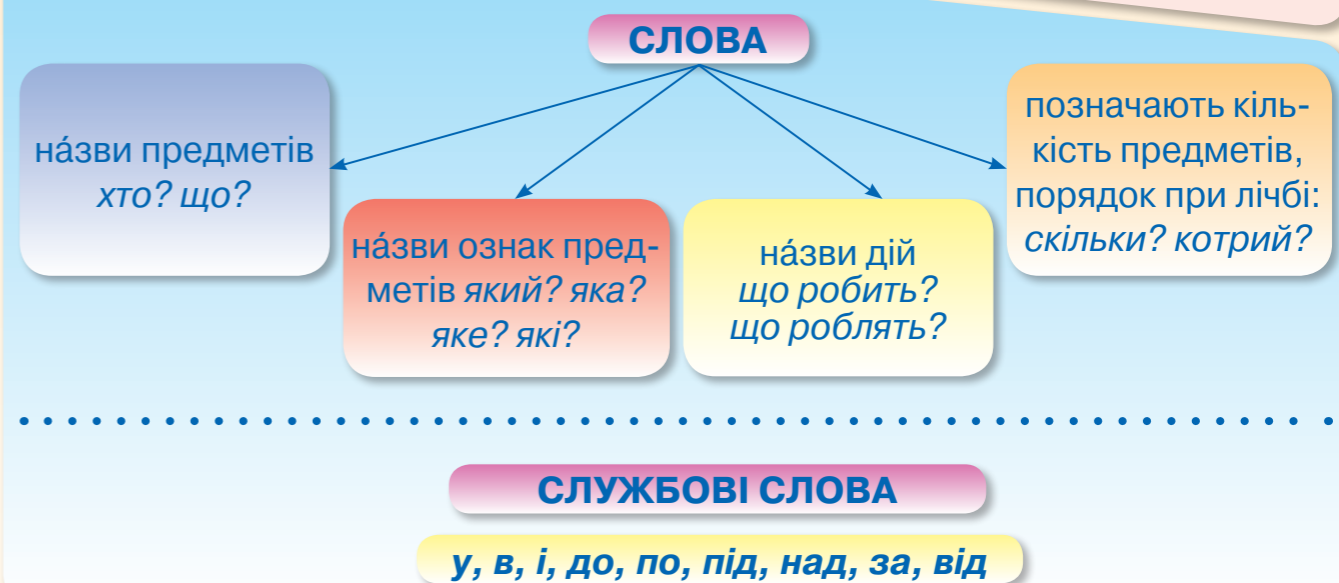 СЛОВА
на́зви предметів
хто? що?
на́зви ознак пред-
метів який? яка?
яке? які?
на́зви дій
що робить?
що роблять?
позначають кіль-
кість предметів,
порядок при лічбі:
скільки? котрий?
СЛУЖБОВІ СЛОВА
у, в, і, до, по, під, над, за, від